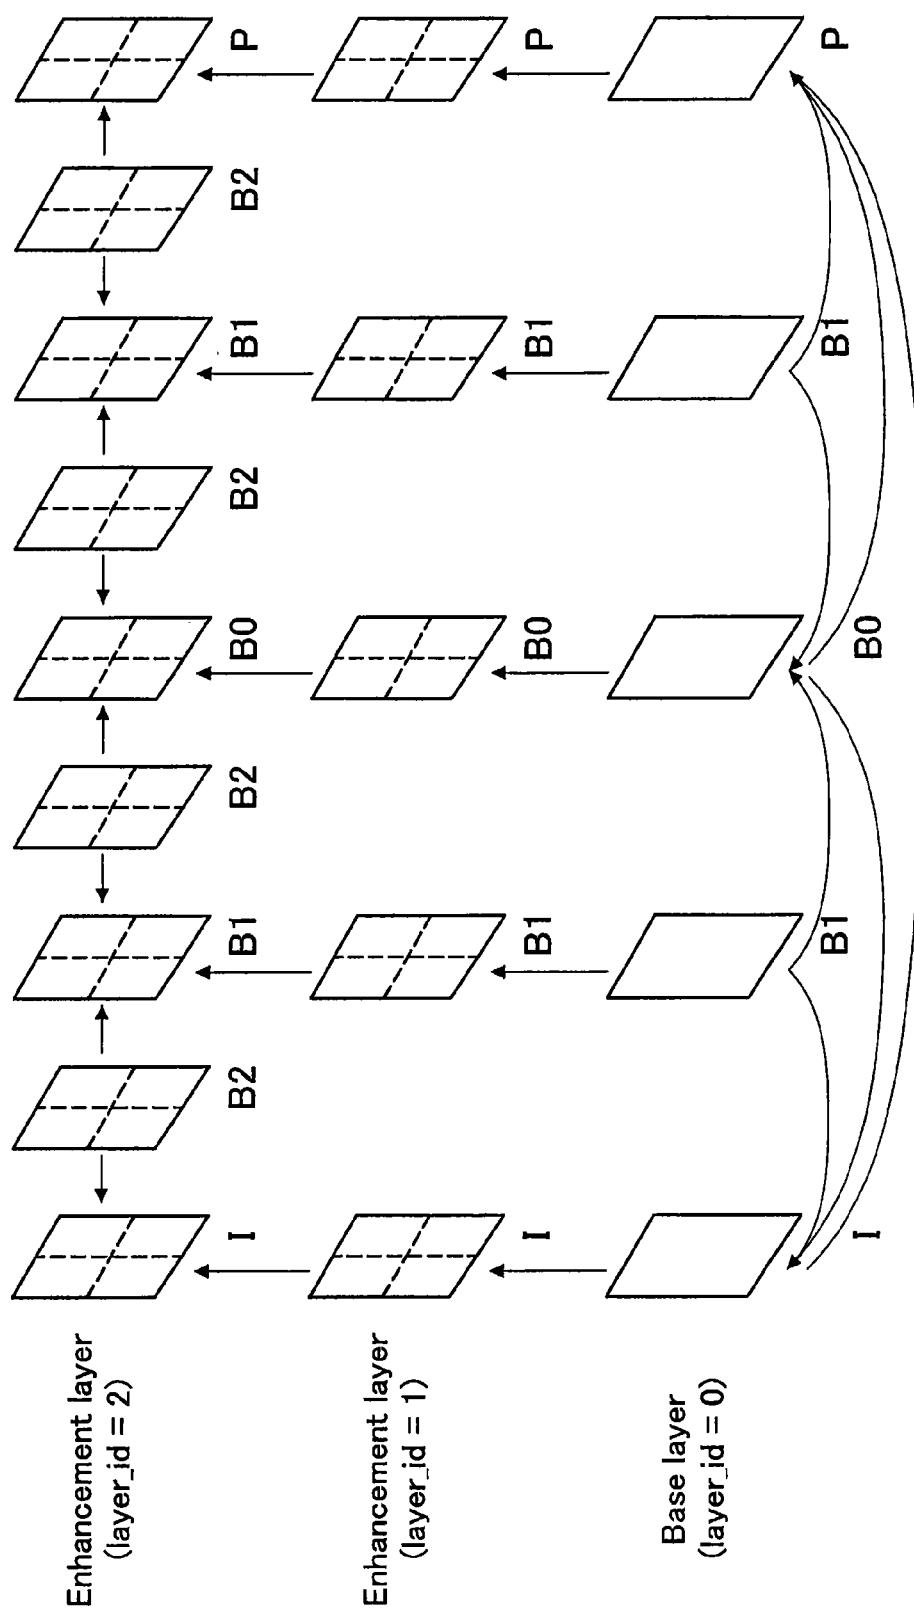 Enhancement layer
(layer_id = 2)
I
B2
B1
B2
B0
B2
B1
B2
P
Enhancement layer
(layer_id = 1)
I
B1
B0
B1
P
Base layer
(layer_id = 0)
I
B1
B0
B1
P